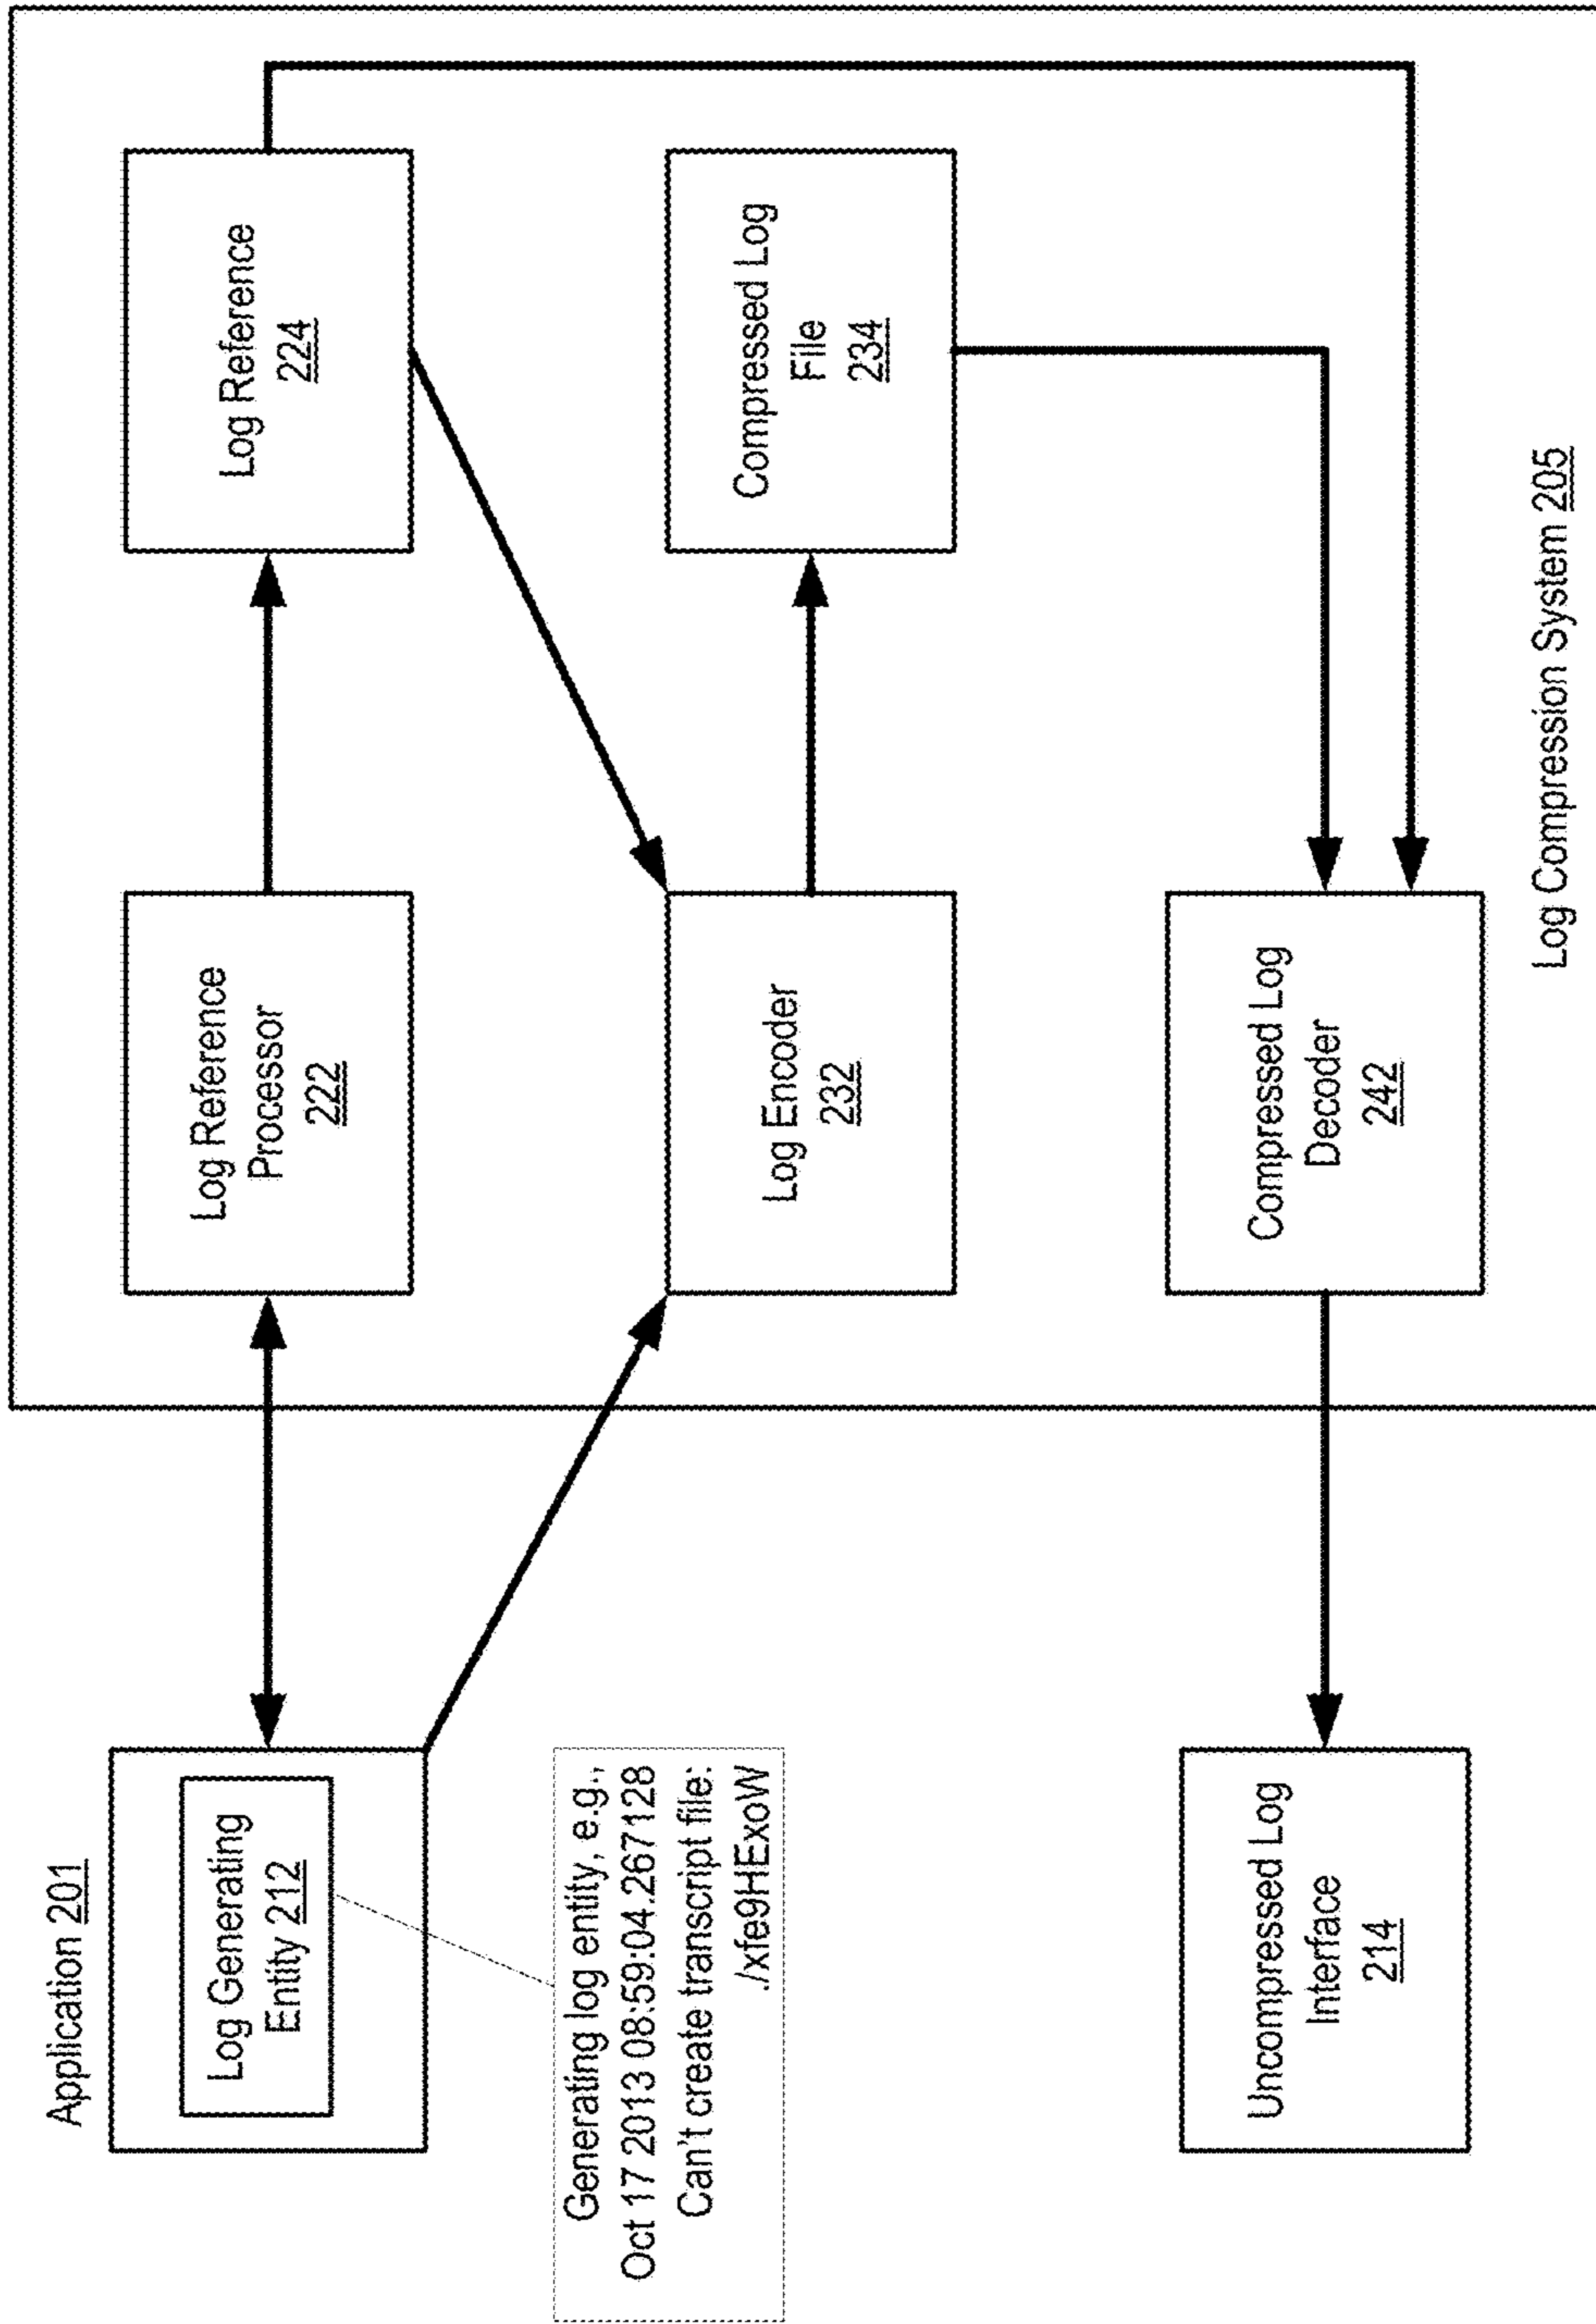 Application 201
Log Generating
Entity 212
Generating log entity, e.g.,
Oct 17 2013 08:59:04.267128
Can't create transcript file:
./xfe9HExoW
Uncompressed Log
Interface
214
Log Reference
Processor
222
Log Reference
224
Log Encoder
232
Compressed Log
File
234
Compressed Log
Decoder
242
Log Compression System 205